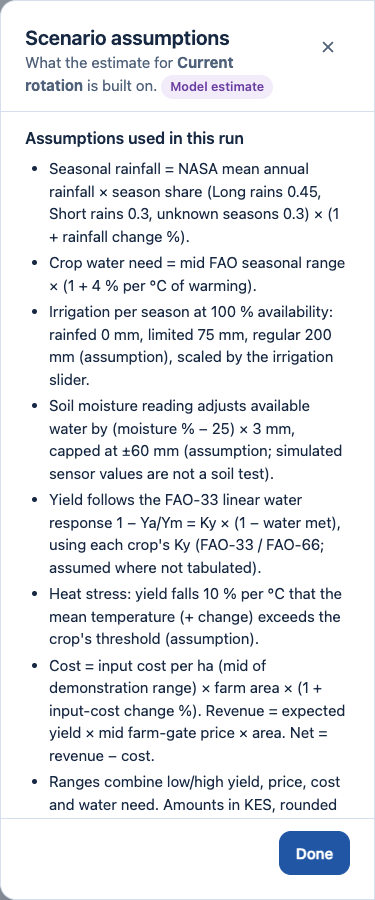 Scenario assumptions
What the estimate for Current
rotation is built on. Model estimate
Assumptions used in this run
• Seasonal rainfall = NASA mean annual
rainfall × season share (Long rains 0.45,
Short rains 0.3, unknown seasons 0.3) × (1
+ rainfall change %).
• Crop water need = mid FAO seasonal range
× (1 + 4 % per °C of warming).
• Irrigation per season at 100 % availability:
rainfed 0 mm, limited 75 mm, regular 200
mm (assumption), scaled by the irrigation
slider.
• Soil moisture reading adjusts available
water by (moisture % − 25) × 3 mm,
capped at ±60 mm (assumption; simulated
sensor values are not a soil test).
• Yield follows the FAO-33 linear water
response 1 − Ya/Ym = Ky × (1 − water met),
using each crop's Ky (FAO-33 / FAO-66;
assumed where not tabulated).
• Heat stress: yield falls 10 % per °C that the
mean temperature (+ change) exceeds the
crop's threshold (assumption).
• Cost = input cost per ha (mid of
demonstration range) × farm area × (1 +
input-cost change %). Revenue = expected
yield × mid farm-gate price × area. Net =
revenue − cost.
• Ranges combine low/high yield, price, cost
and water need. Amounts in KES, rounded
Done